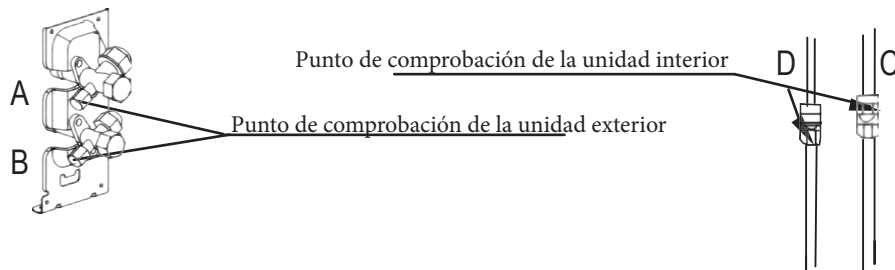 Punto de comprobación de la unidad interior
D
C
A
Punto de comprobación de la unidad exterior
B